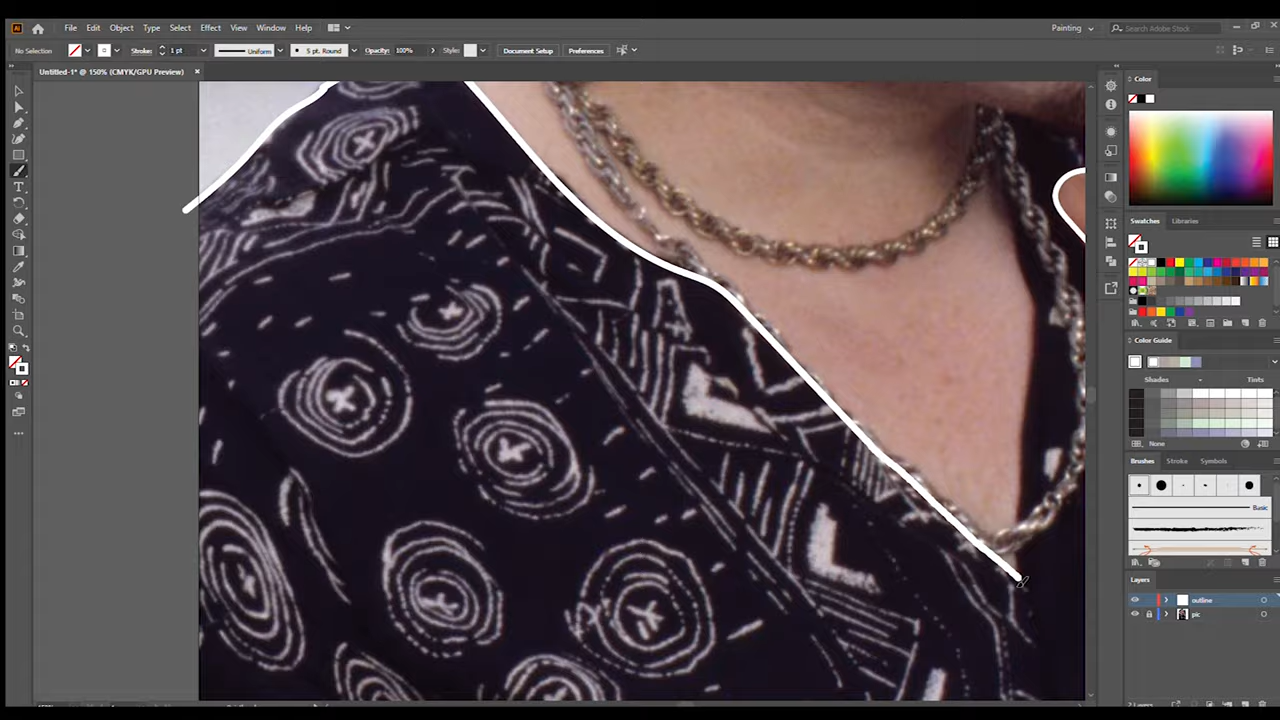 File Edit Object Type Select Effect View Window Help
Painting
Search Adobe Stock
No Selection
Stroke:
1 pt
Uniform
5 pt. Round
Opacity:
100%
Style:
Document Setup
Preferences
Untitled-1* @ 150% (CMYK/GPU Preview)
Color
Swatches
Libraries
Color Guide
Shades
Tints
None
Brushes
Stroke
Symbols
Basic
Layers
outline
pic